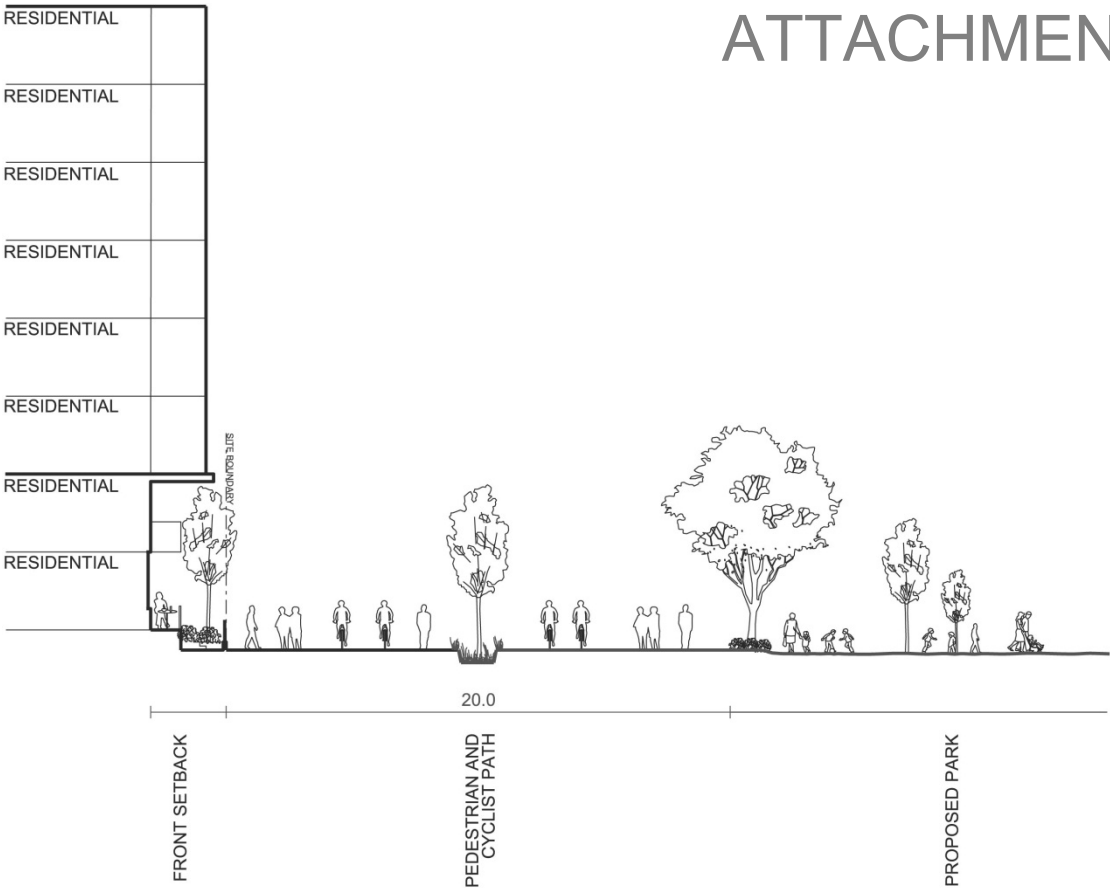 ATTACHMEN
RESIDENTIAL
RESIDENTIAL
RESIDENTIAL
RESIDENTIAL
RESIDENTIAL
RESIDENTIAL
RESIDENTIAL
RESIDENTIAL
SITE BOUNDARY
20.0
FRONT SETBACK
PEDESTRIAN AND
CYCLIST PATH
PROPOSED PARK